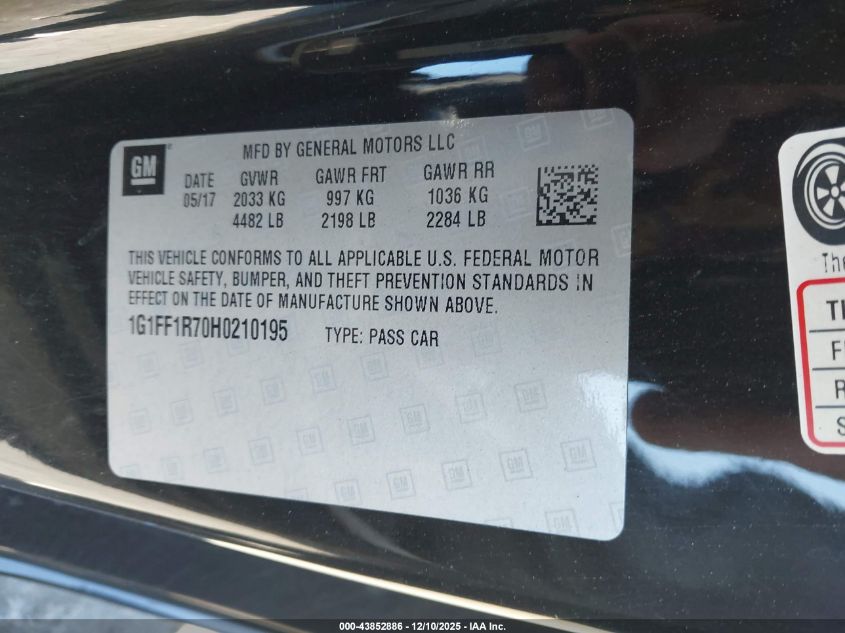 GM
MFD BY GENERAL MOTORS LLC
DATE GVWR GAWR FRT GAWR RR
05/17 2033 KG 997 KG 1036 KG
4482 LB 2198 LB 2284 LB
THIS VEHICLE CONFORMS TO ALL APPLICABLE U.S. FEDERAL MOTOR
VEHICLE SAFETY, BUMPER, AND THEFT PREVENTION STANDARDS IN
EFFECT ON THE DATE OF MANUFACTURE SHOWN ABOVE.
1G1FF1R70H0210195 TYPE: PASS CAR
000-43852886 - 12/10/2025 - IAA Inc.